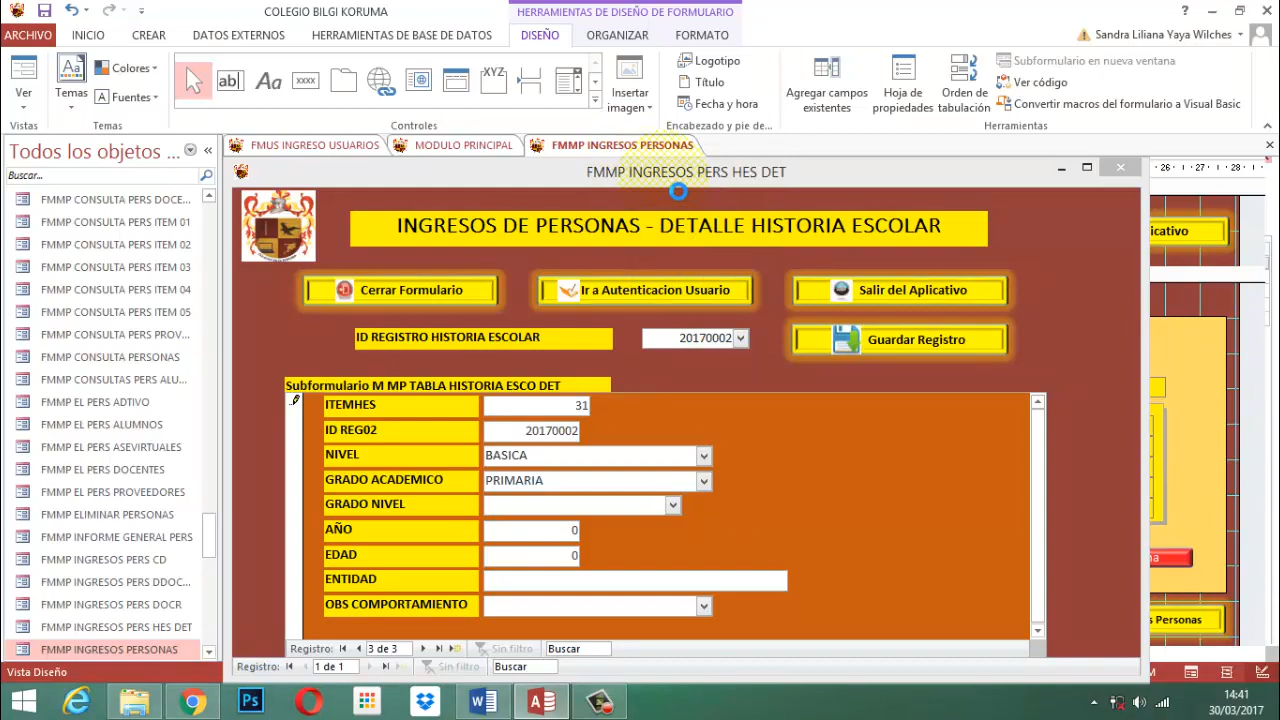 COLEGIO BILGI KORUMA
HERRAMIENTAS DE DISEÑO DE FORMULARIO
ARCHIVO INICIO CREAR DATOS EXTERNOS HERRAMIENTAS DE BASE DE DATOS DISEÑO ORGANIZAR FORMATO
Sandra Liliana Yaya Wilches
Ver
Vistas
Temas
Colores
Fuentes
Temas
ab|
Aa
XXXX
XYZ
Controles
Insertar imagen
Logotipo
Título
Fecha y hora
Encabezado y pie de...
Agregar campos existentes
Hoja de propiedades
Orden de tabulación
Subformulario en nueva ventana
Ver código
Convertir macros del formulario a Visual Basic
Herramientas
Todos los objetos ...
Buscar...
FMMP CONSULTA PERS DOCE...
FMMP CONSULTA PERS ITEM 01
FMMP CONSULTA PERS ITEM 02
FMMP CONSULTA PERS ITEM 03
FMMP CONSULTA PERS ITEM 04
FMMP CONSULTA PERS ITEM 05
FMMP CONSULTA PERS PROV...
FMMP CONSULTA PERSONAS
FMMP CONSULTAS PERS ALU...
FMMP EL PERS ADTIVO
FMMP EL PERS ALUMNOS
FMMP EL PERS ASEVIRTUALES
FMMP EL PERS DOCENTES
FMMP EL PERS PROVEEDORES
FMMP ELIMINAR PERSONAS
FMMP INFORME GENERAL PERS
FMMP INGRESOS PERS CD
FMMP INGRESOS PERS DDOC...
FMMP INGRESOS PERS DOCR
FMMP INGRESOS PERS HES DET
FMMP INGRESOS PERSONAS
Vista Diseño
FMUS INGRESO USUARIOS MODULO PRINCIPAL FMMP INGRESOS PERSONAS
FMMP INGRESOS PERS HES DET
INGRESOS DE PERSONAS - DETALLE HISTORIA ESCOLAR
Cerrar Formulario Ir a Autenticacion Usuario Salir del Aplicativo
ID REGISTRO HISTORIA ESCOLAR 20170002 Guardar Registro
Subformulario M MP TABLA HISTORIA ESCO DET
ITEMHES 31
ID REG02 20170002
NIVEL BASICA
GRADO ACADEMICO PRIMARIA
GRADO NIVEL
AÑO 0
EDAD 0
ENTIDAD
OBS COMPORTAMIENTO
Registro: 3 de 3 Sin filtro Buscar
Registro: 1 de 1 Sin filtro Buscar
26 27 28
licativo
na
s Personas
14:41
30/03/2017